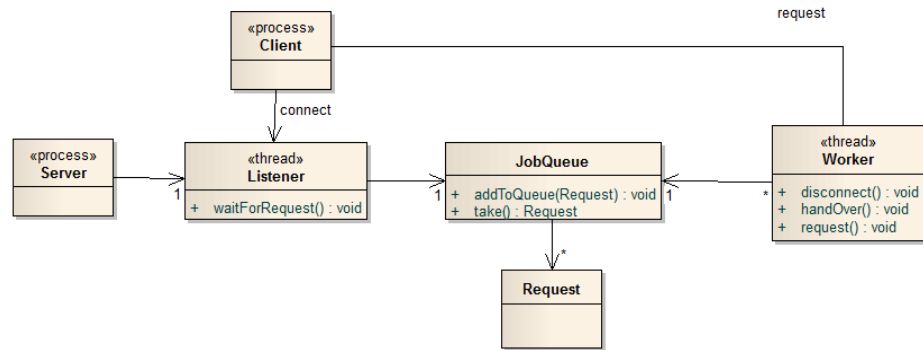 request
«process»
Client
connect
«process»
Server
1
«thread»
Listener
+ waitForRequest() : void
1
JobQueue
+ addToQueue(Request) : void
+ take() : Request
1
*
«thread»
Worker
+ disconnect() : void
+ handOver() : void
+ request() : void
*
Request